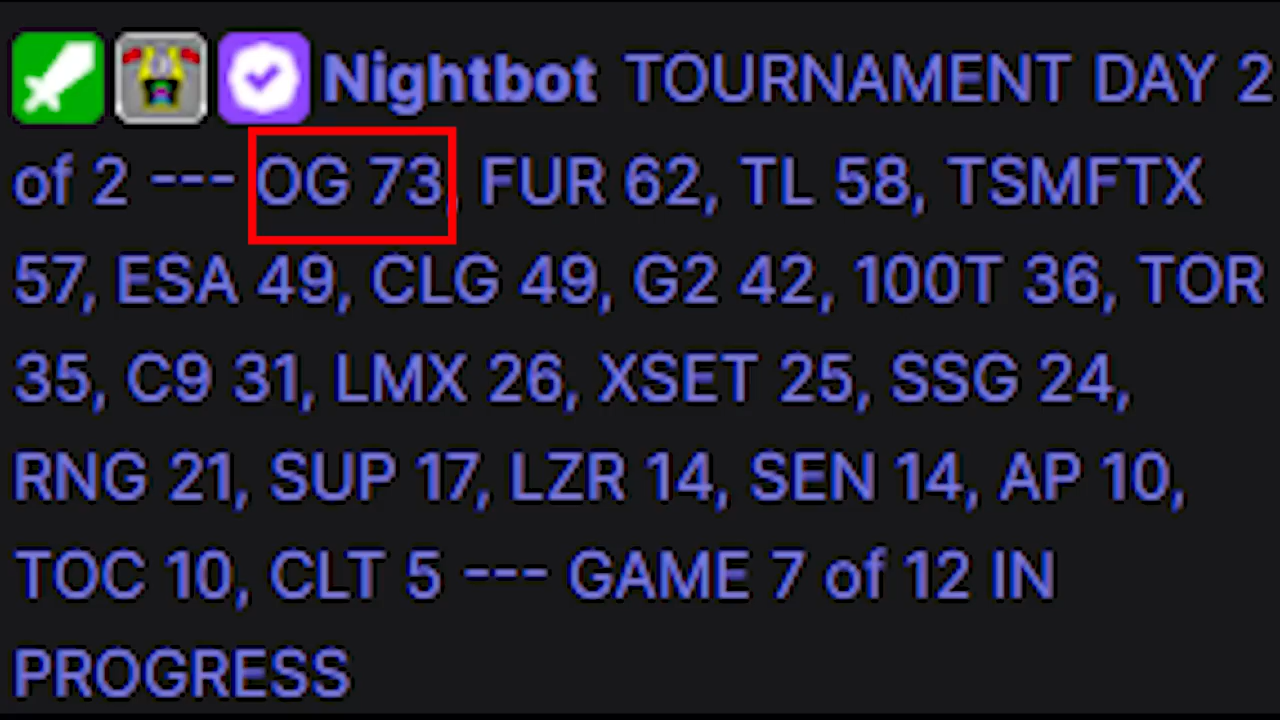 Nightbot TOURNAMENT DAY 2
of 2 --- OG 73, FUR 62, TL 58, TSMFTX
57, ESA 49, CLG 49, G2 42, 100T 36, TOR
35, C9 31, LMX 26, XSET 25, SSG 24,
RNG 21, SUP 17, LZR 14, SEN 14, AP 10,
TOC 10, CLT 5 --- GAME 7 of 12 IN
PROGRESS